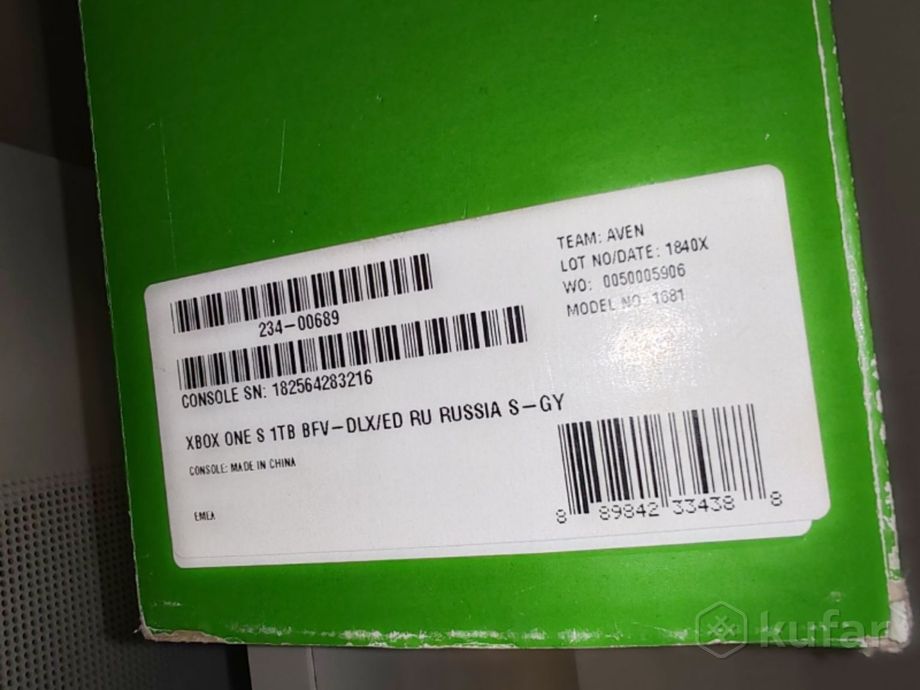 TEAM: AVEN
LOT NO/DATE: 1840X
WO: 0050005906
MODEL NO: 1681
234-00689
CONSOLE SN: 182564283216
XBOX ONE S 1TB BFV-DLX/ED RU RUSSIA S-GY
CONSOLE: MADE IN CHINA
EMEA
8 89842 33438 8
kufar